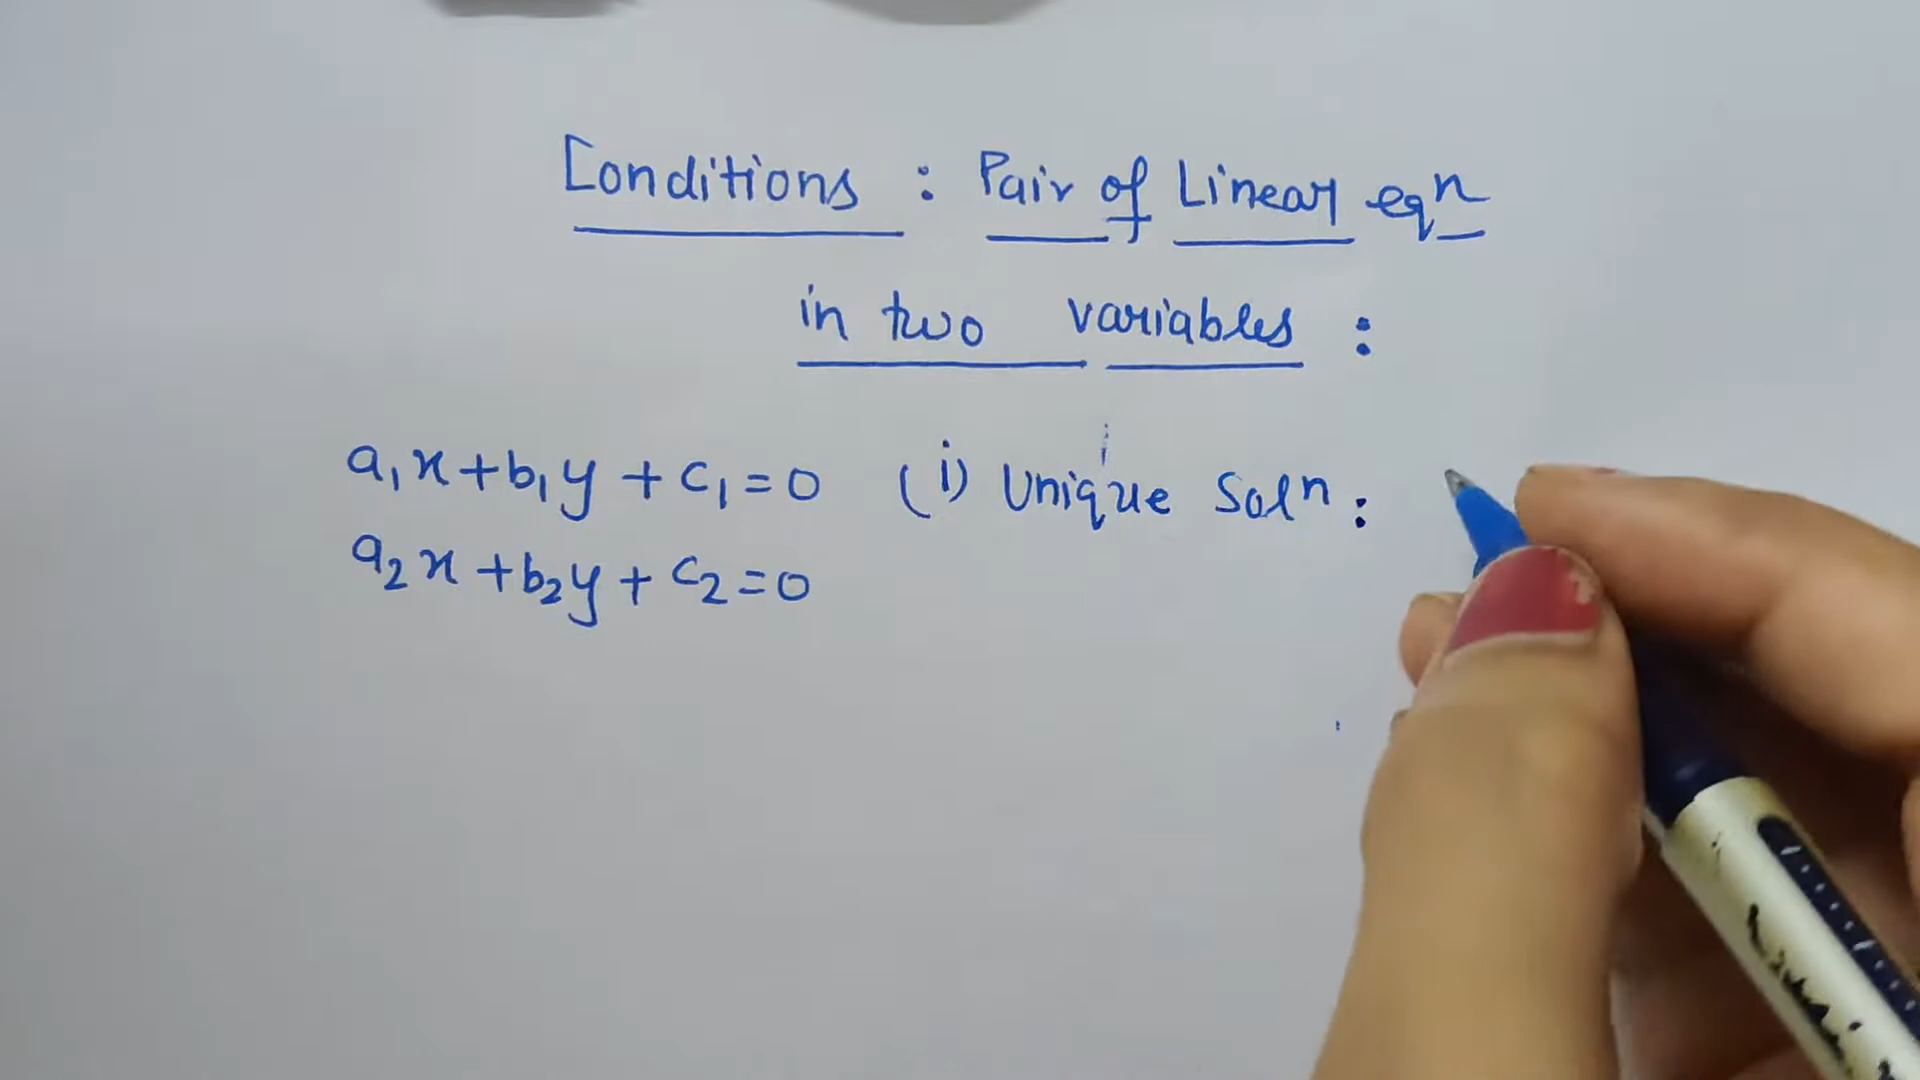 Conditions : Pair of Linear eqⁿ
in two variables :
a₁x+b₁y + c₁=0 (i) Unique Solⁿ :
a₂x +b₂y + c₂=0